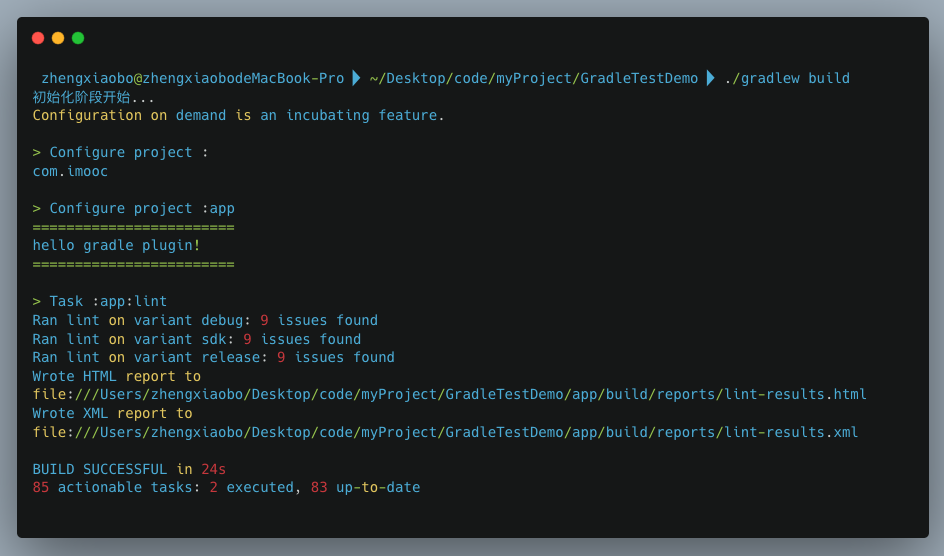 zhengxiaobo@zhengxiaobodeMacBook-Pro ~/Desktop/code/myProject/GradleTestDemo ./gradlew build
初始化阶段开始...
Configuration on demand is an incubating feature.
> Configure project :
com.imooc
> Configure project :app
========================
hello gradle plugin!
========================
> Task :app:lint
Ran lint on variant debug: 9 issues found
Ran lint on variant sdk: 9 issues found
Ran lint on variant release: 9 issues found
Wrote HTML report to
file:///Users/zhengxiaobo/Desktop/code/myProject/GradleTestDemo/app/build/reports/lint-results.html
Wrote XML report to
file:///Users/zhengxiaobo/Desktop/code/myProject/GradleTestDemo/app/build/reports/lint-results.xml
BUILD SUCCESSFUL in 24s
85 actionable tasks: 2 executed, 83 up-to-date